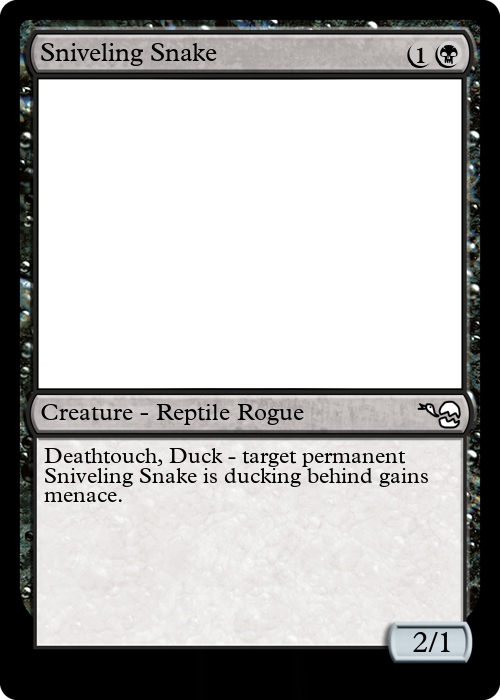 Sniveling Snake 1
Creature - Reptile Rogue
Deathtouch, Duck - target permanent
Sniveling Snake is ducking behind gains
menace.
2/1